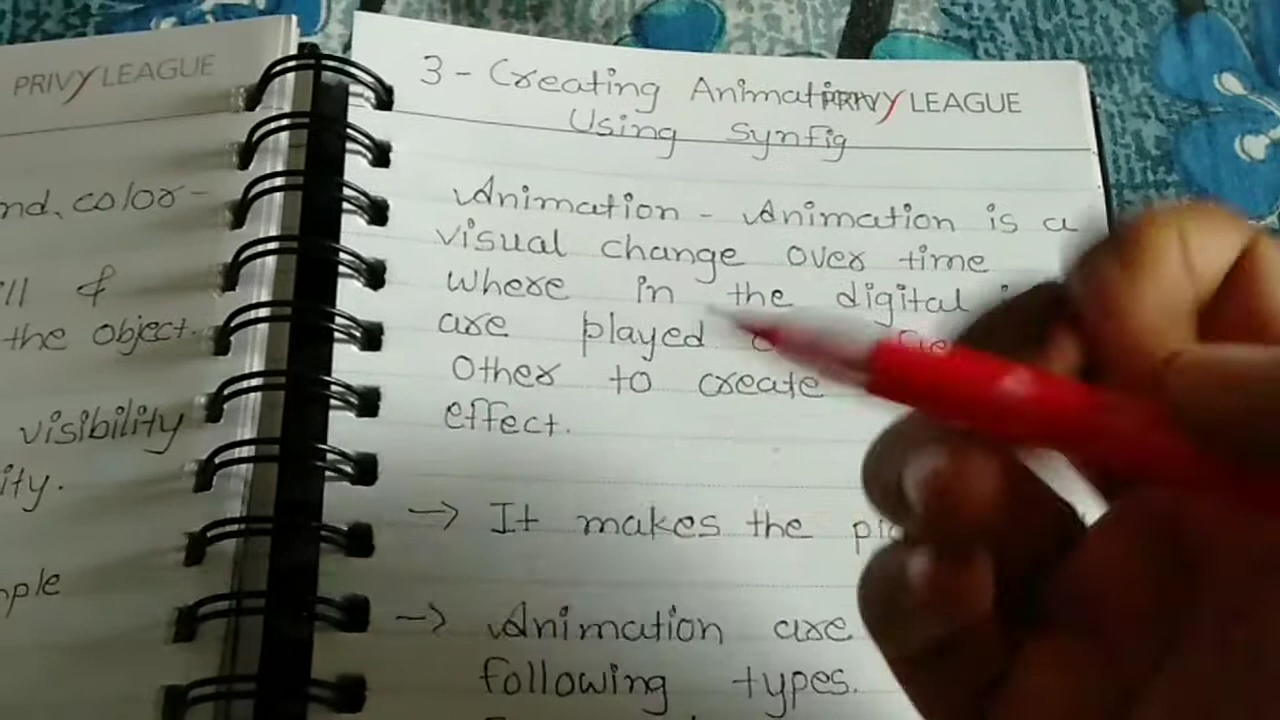 PRIVY LEAGUE
nd, color-
ill &
the object.
visibility
ity.
ple
PRIVY LEAGUE
3 - Creating Animation
Using Synfig
Animation - Animation is a
visual change over time
where in the digital
are played
other to create
effect.
→ It makes the
→ Animation are
following types.